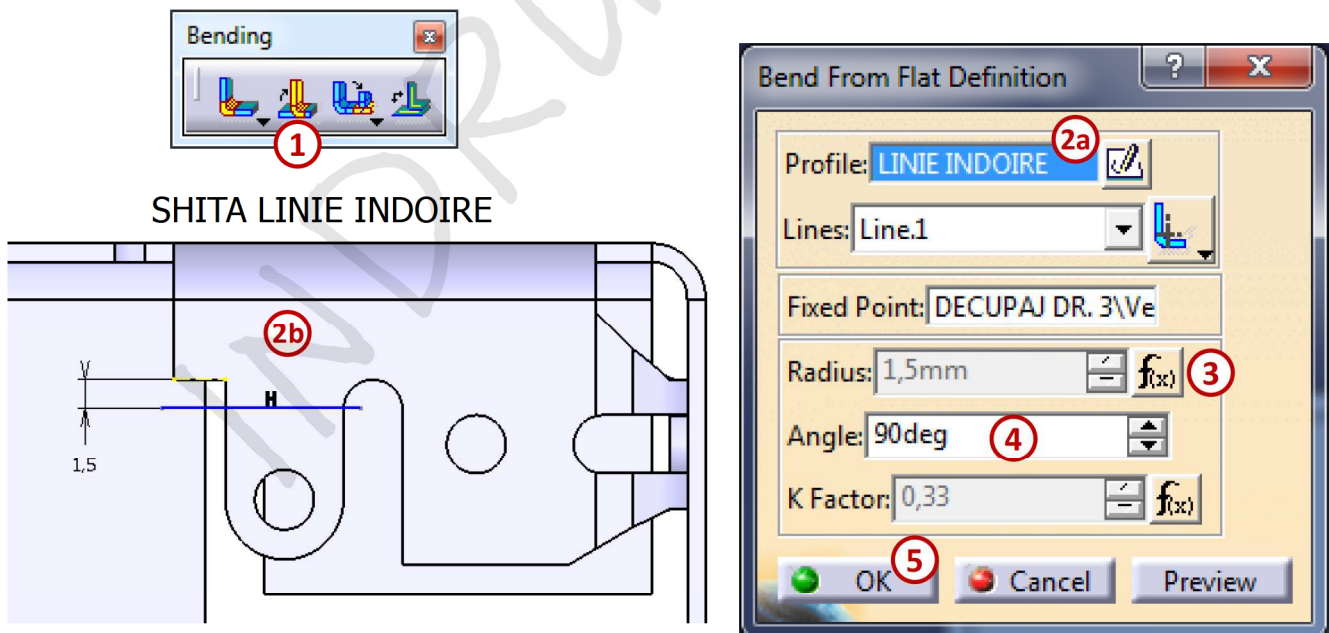 Bending
1
SHITA LINIE INDOIRE
2b
H
1,5
Bend From Flat Definition
?
X
2a
Profile: LINIE INDOIRE
Lines: Line.1
Fixed Point: DECUPAJ DR. 3\Ve
Radius: 1,5mm
f(x)
3
Angle: 90deg
4
K Factor: 0,33
f(x)
5
OK
Cancel
Preview